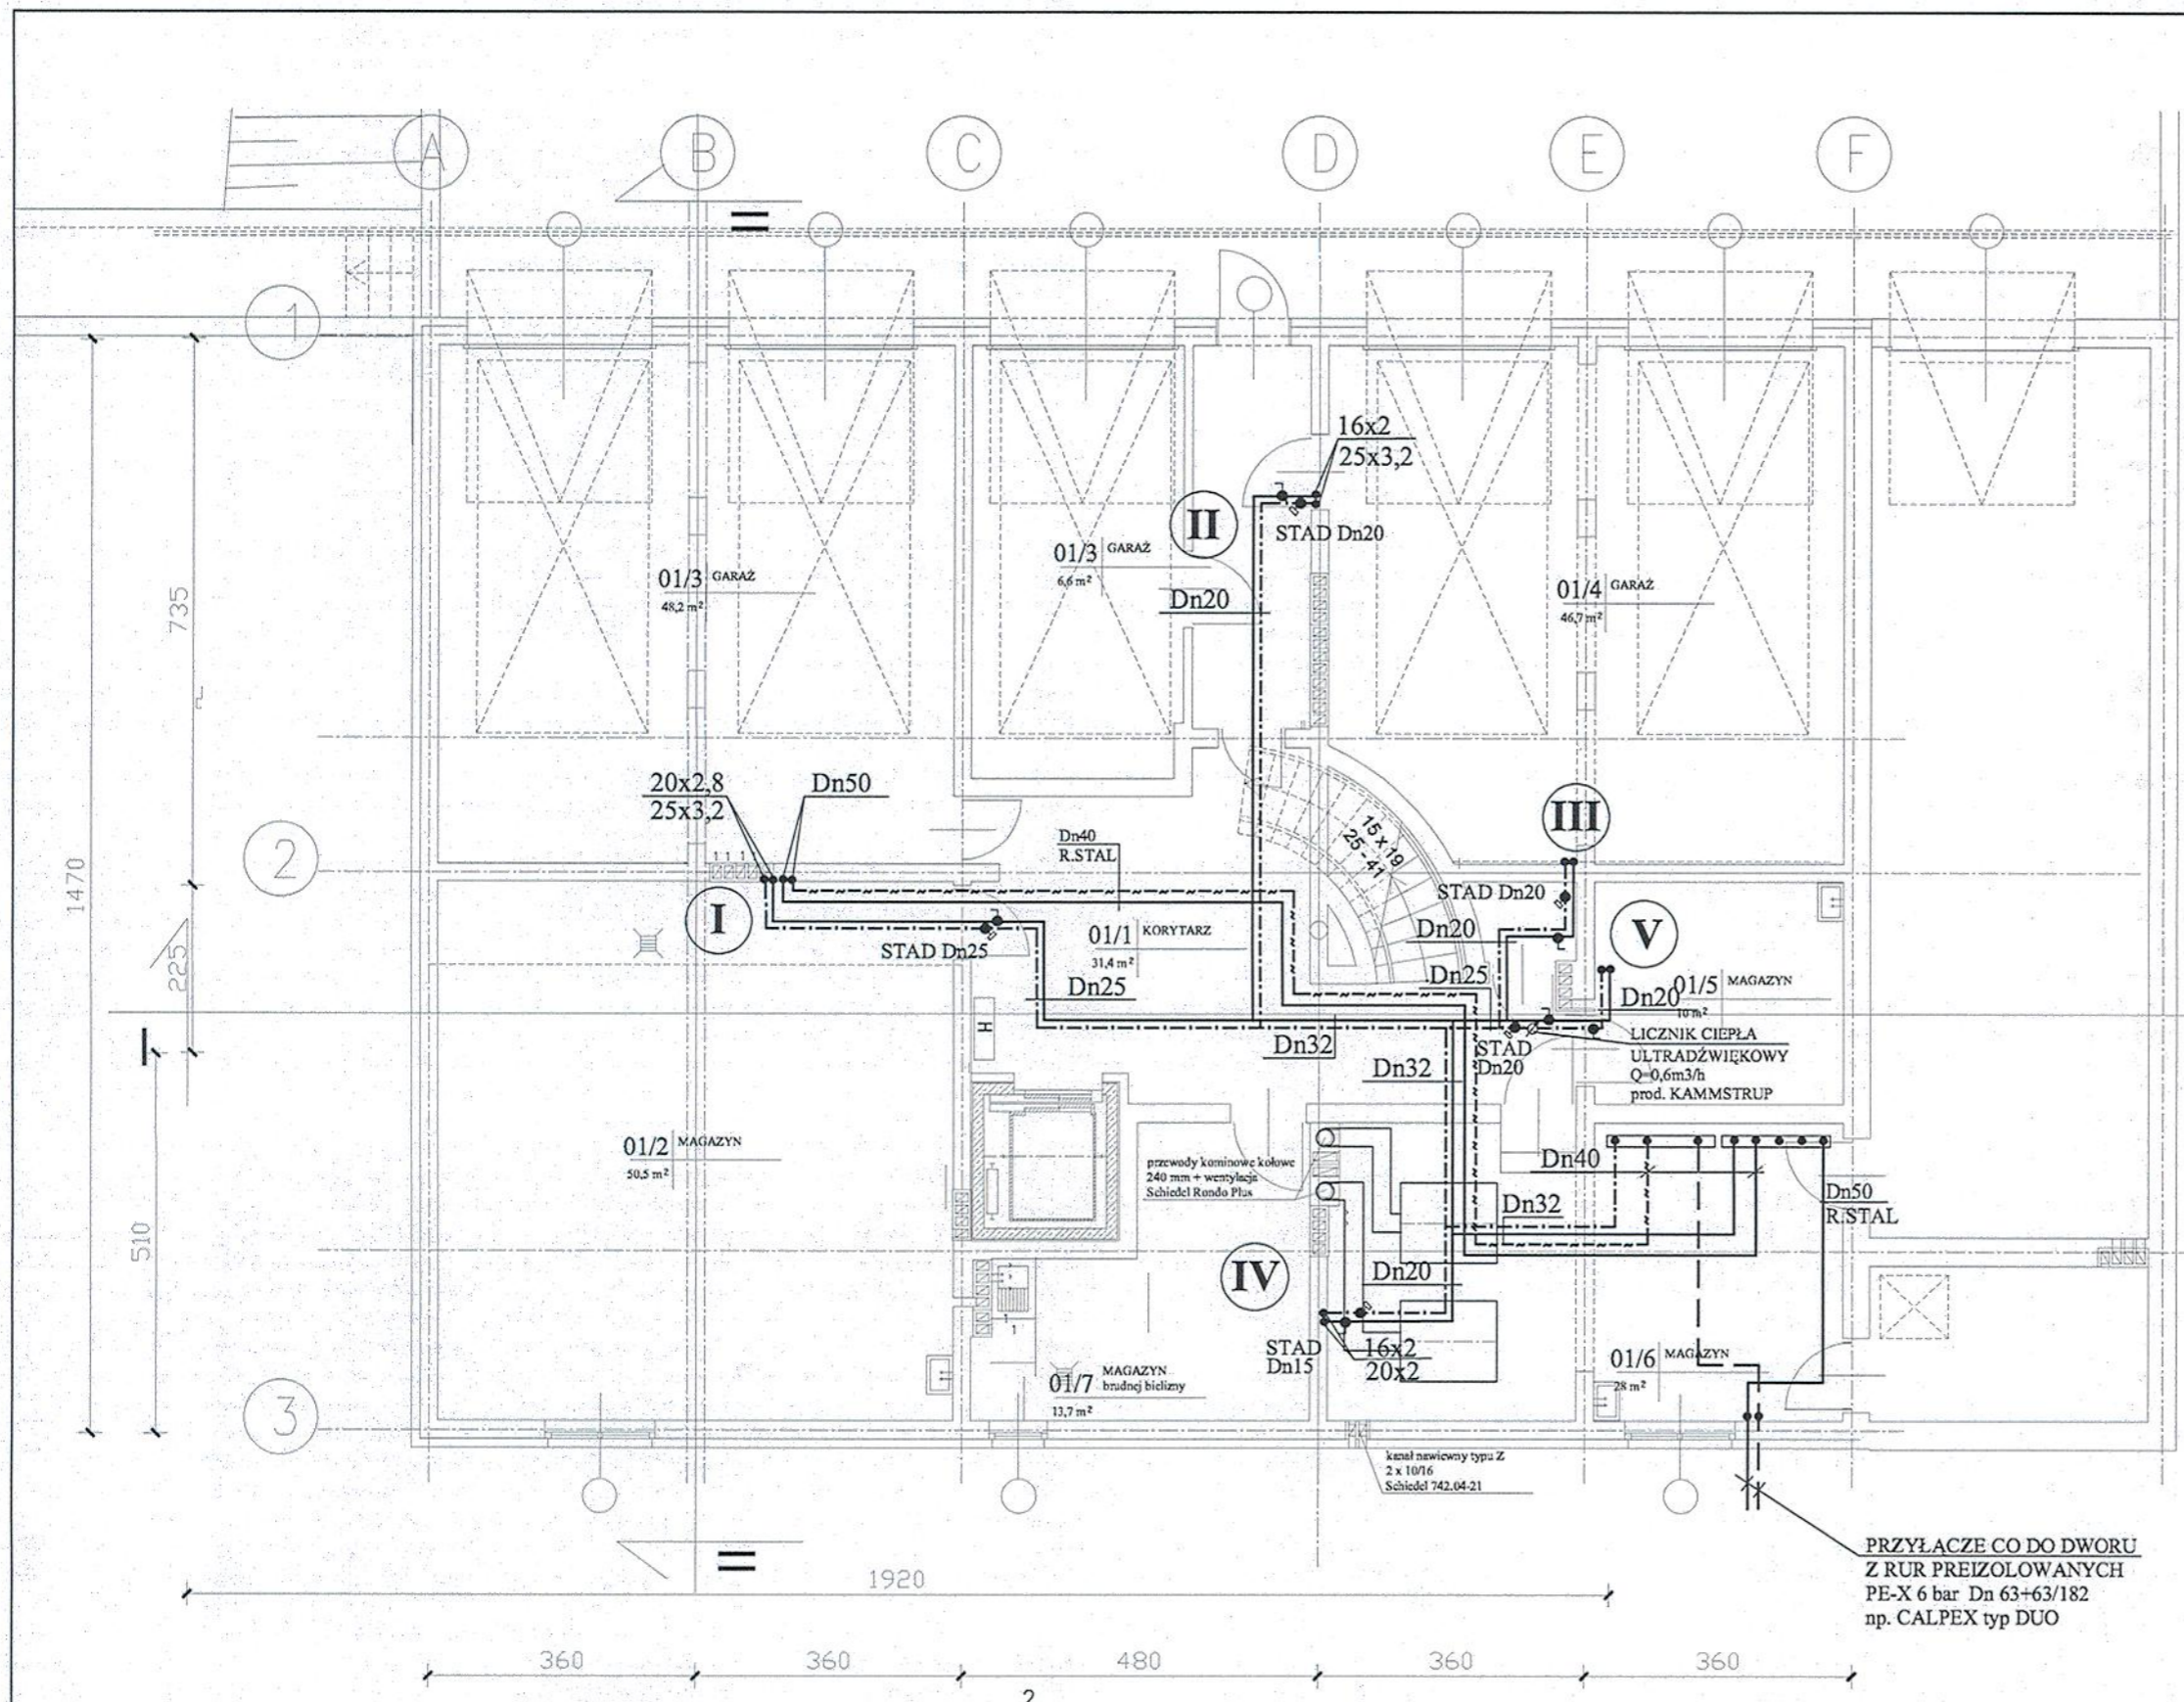 A
B
C
D
E
F
1
16x2
25x3,2
II
STAD Dn20
01/3 GARAŻ
6,6 m²
01/3 GARAŻ
48,2 m²
01/4 GARAŻ
46,7 m²
Dn20
735
20x2,8
25x3,2
Dn50
Dn40
R.STAL
15 x 19
25 - 41
III
2
1 1 1 1
I
STAD Dn20
STAD Dn25
01/1 KORYTARZ
31,4 m²
Dn20
V
1470
225
Dn25
Dn25
01/5 MAGAZYN
10 m²
Dn20
H
Dn32
Dn32
STAD
Dn20
LICZNIK CIEPŁA
ULTRADŹWIĘKOWY
Q=0,6m3/h
prod. KAMMSTRUP
01/2 MAGAZYN
50,5 m²
przewody kominowe kołowe
240 mm + wentylacja
Schiedel Rondo Plus
Dn40
Dn32
Dn50
R.STAL
510
IV
Dn20
STAD
Dn15
16x2
20x2
01/7 MAGAZYN
brudnej bielizny
13,7 m²
01/6 MAGAZYN
28 m²
3
kanał nawiewny typu Z
2 x 10/16
Schiedel 742.04-21
PRZYŁĄCZE CO DO DWORU
Z RUR PREIZOLOWANYCH
PE-X 6 bar Dn 63+63/182
np. CALPEX typ DUO
1920
360
360
480
360
360
2